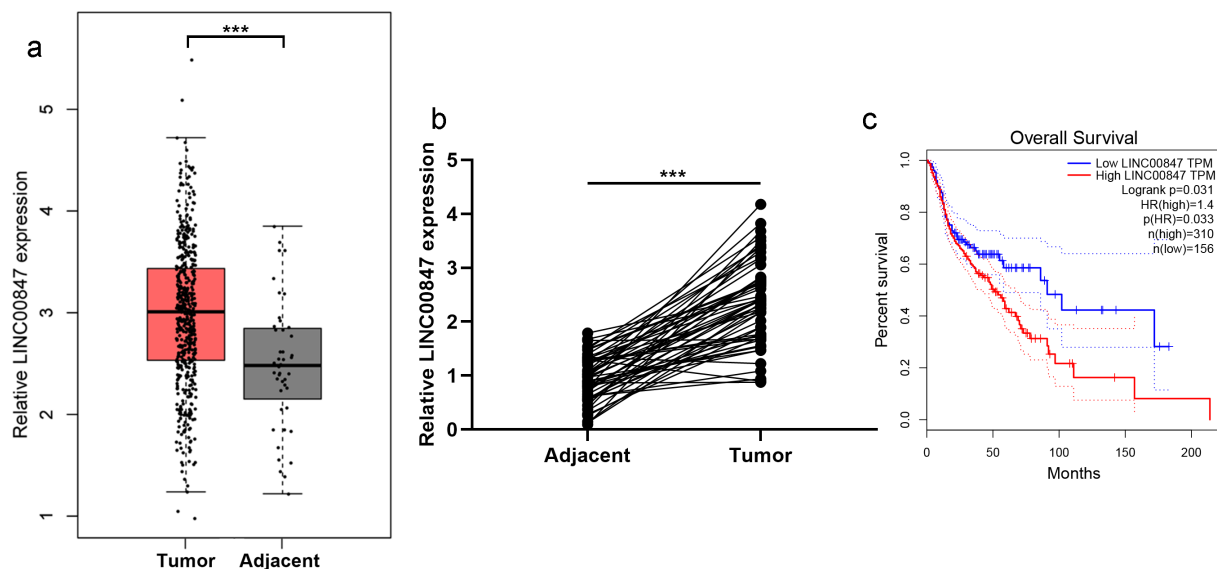 a
***
Relative LINC00847 expression
5
4
3
2
1
Tumor Adjacent
b
***
Relative LINC00847 expression
5
4
3
2
1
0
Adjacent Tumor
c
Overall Survival
Low LINC00847 TPM
High LINC00847 TPM
Logrank p=0.031
HR(high)=1.4
p(HR)=0.033
n(high)=310
n(low)=156
Percent survival
1.0
0.8
0.6
0.4
0.2
0.0
0 50 100 150 200
Months